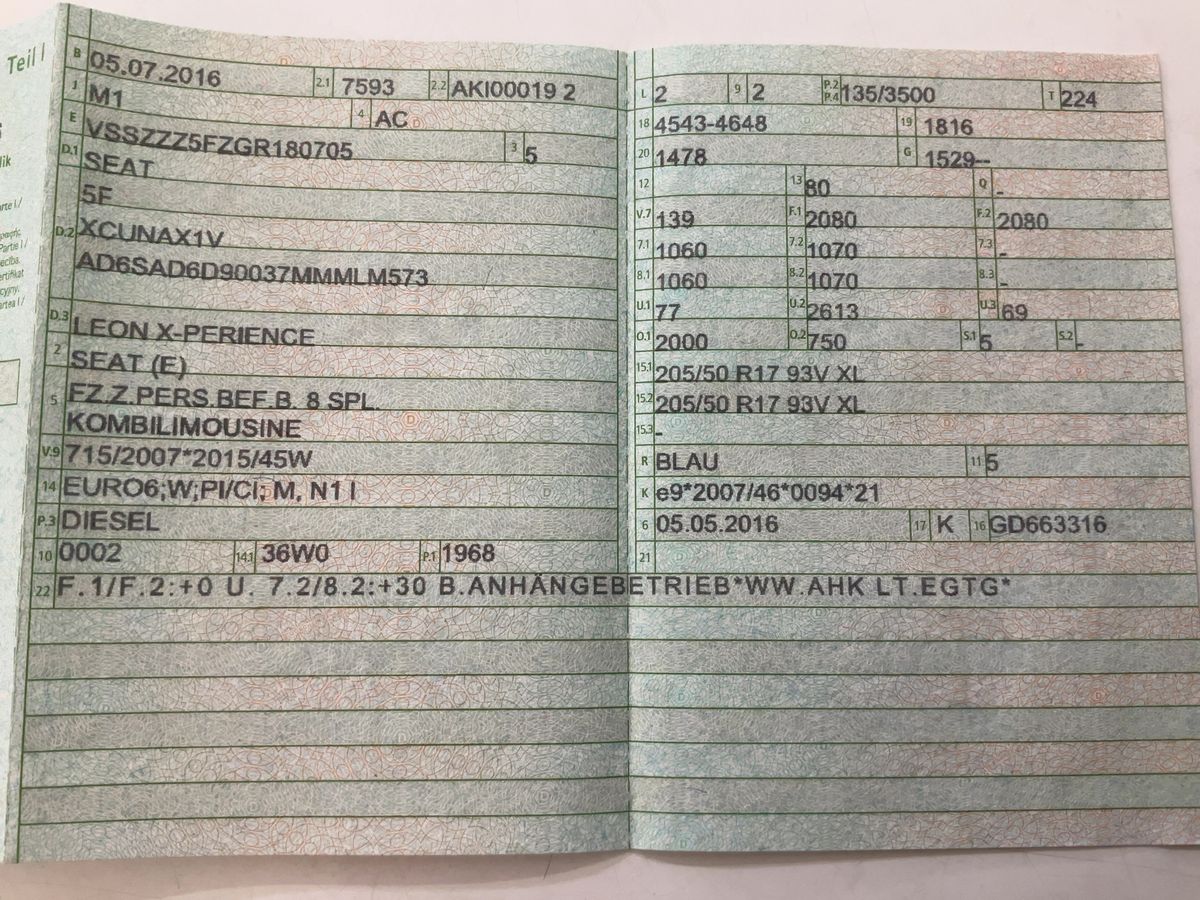 Teil I
B 05.07.2016 2.1 7593 2.2 AKI00019 2
J M1 4 AC
E VSSZZZ5FZGR180705 3 5
D.1 SEAT
5F
D.2 XCUNAX1V
AD6SAD6D90037MMMLM573
D.3 LEON X-PERIENCE
2 SEAT (E)
5 FZ.Z.PERS.BEF.B. 8 SPL.
KOMBILIMOUSINE
V.9 715/2007*2015/45W
14 EURO6;W;PI/CI; M, N1 I
P.3 DIESEL
10 0002 14.1 36W0 P.1 1968
L 2 9 2 P.2 P.4 135/3500 T 224
18 4543-4648 19 1816
20 1478 G 1529--
12 13 80 Q -
V.7 139 F.1 2080 F.2 2080
7.1 1060 7.2 1070 7.3 -
8.1 1060 8.2 1070 8.3 -
U.1 77 U.2 2613 U.3 69
O.1 2000 O.2 750 S.1 5 S.2 -
15.1 205/50 R17 93V XL
15.2 205/50 R17 93V XL
15.3 -
R BLAU 11 5
K e9*2007/46*0094*21
6 05.05.2016 17 K 16 GD663316
21
22 F.1/F.2:+0 U. 7.2/8.2:+30 B.ANHÄNGEBETRIEB*WW.AHK LT.EGTG*